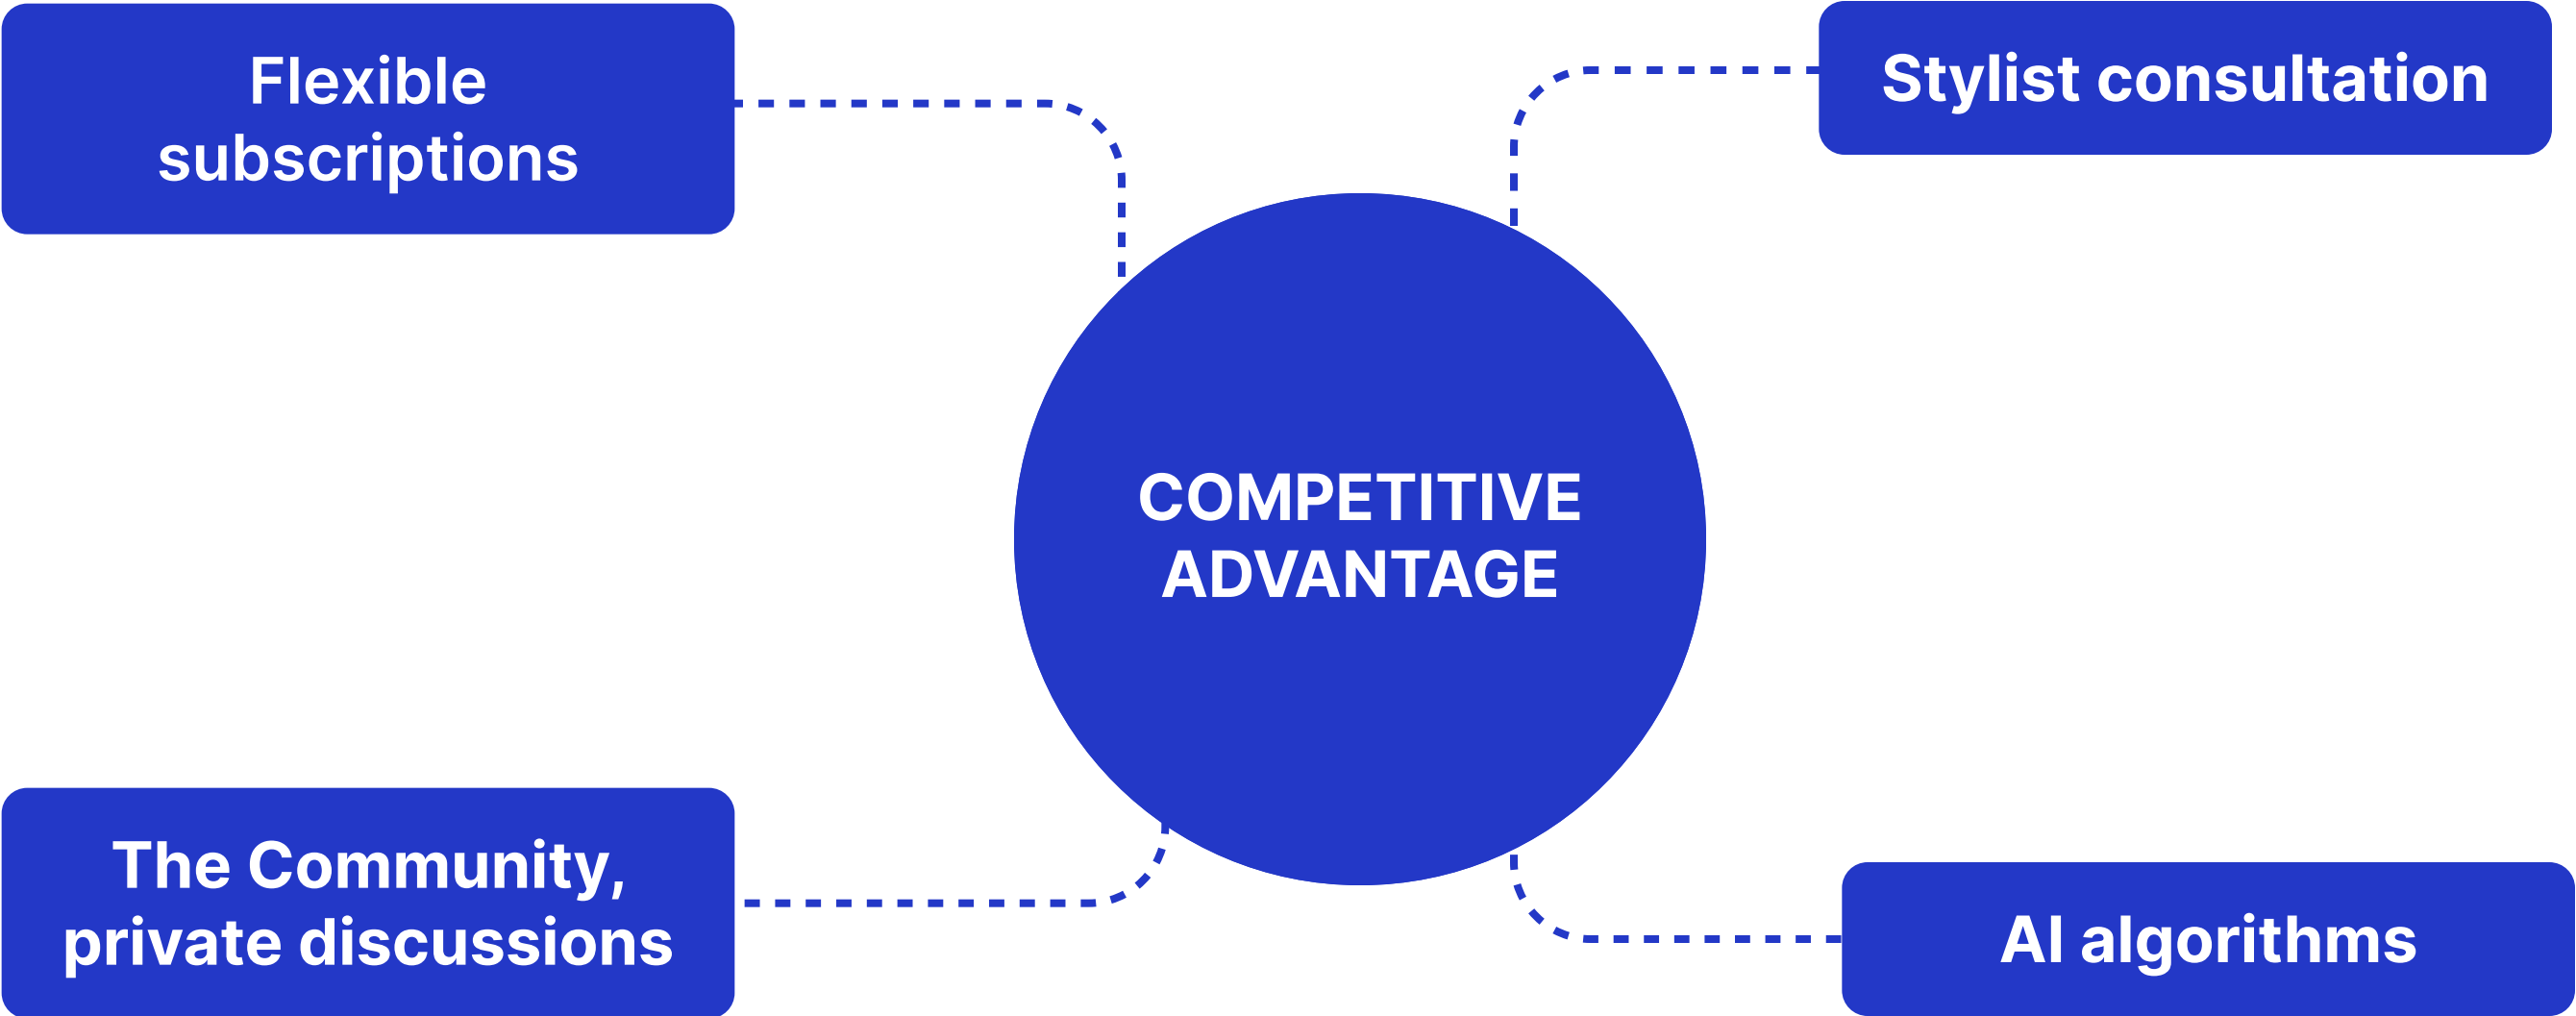 Flexible
subscriptions
Stylist consultation
COMPETITIVE
ADVANTAGE
The Community,
private discussions
AI algorithms